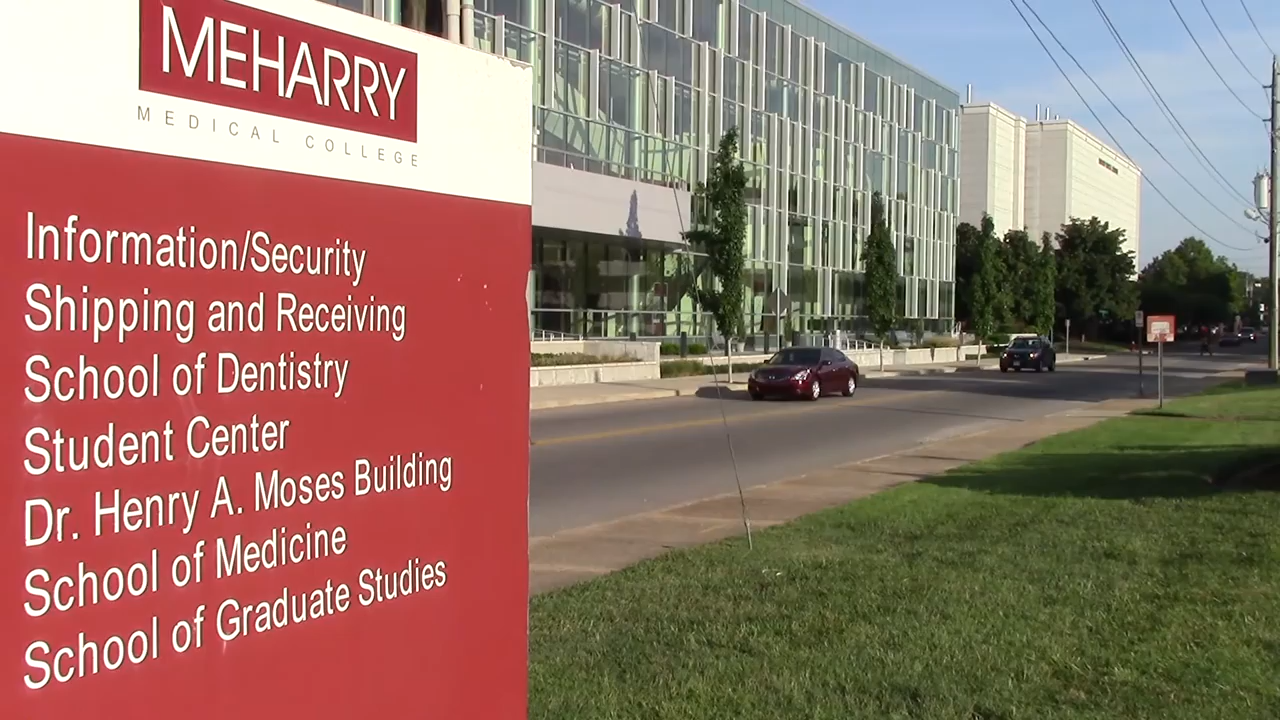 MEHARRY
MEDICAL COLLEGE
Information/Security
Shipping and Receiving
School of Dentistry
Student Center
Dr. Henry A. Moses Building
School of Medicine
School of Graduate Studies